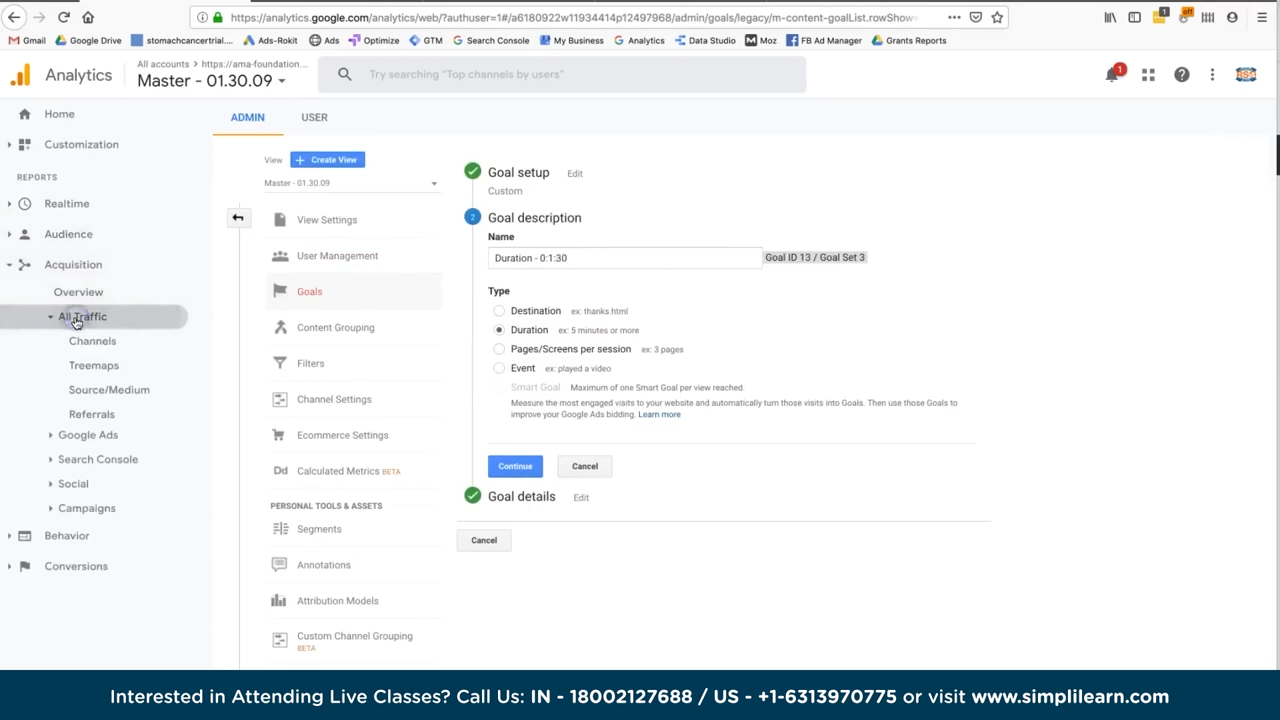 https://analytics.google.com/analytics/web/?authuser=1#/a6180922w11934414p12497968/admin/goals/legacy/m-content-goalList.rowShow=
Gmail Google Drive stomachcancertrial.... Ads-Rokit Ads Optimize GTM Search Console My Business Analytics Data Studio Moz FB Ad Manager Grants Reports
Analytics
All accounts > https://ama-foundation...
Master - 01.30.09
Try searching "Top channels by users"
1
Home
Customization
REPORTS
Realtime
Audience
Acquisition
Overview
All Traffic
Channels
Treemaps
Source/Medium
Referrals
Google Ads
Search Console
Social
Campaigns
Behavior
Conversions
ADMIN USER
View + Create View
Master - 01.30.09
View Settings
User Management
Goals
Content Grouping
Filters
Channel Settings
Ecommerce Settings
Dd Calculated Metrics BETA
PERSONAL TOOLS & ASSETS
Segments
Annotations
Attribution Models
Custom Channel Grouping
BETA
Goal setup Edit
Custom
2 Goal description
Name
Duration - 0:1:30 Goal ID 13 / Goal Set 3
Type
Destination ex: thanks.html
Duration ex: 5 minutes or more
Pages/Screens per session ex: 3 pages
Event ex: played a video
Smart Goal Maximum of one Smart Goal per view reached.
Measure the most engaged visits to your website and automatically turn those visits into Goals. Then use those Goals to
improve your Google Ads bidding. Learn more
Continue Cancel
Goal details Edit
Cancel
Interested in Attending Live Classes? Call Us: IN - 18002127688 / US - +1-6313970775 or visit www.simplilearn.com